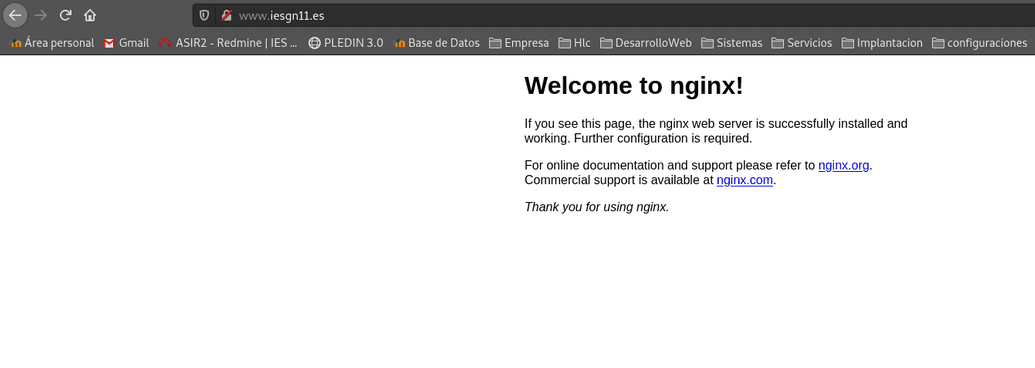 www.iesgn11.es
Área personal Gmail ASIR2 - Redmine | IES ... PLEDIN 3.0 Base de Datos Empresa Hlc DesarrolloWeb Sistemas Servicios Implantacion configuraciones
Welcome to nginx!
If you see this page, the nginx web server is successfully installed and
working. Further configuration is required.
For online documentation and support please refer to nginx.org.
Commercial support is available at nginx.com.
Thank you for using nginx.